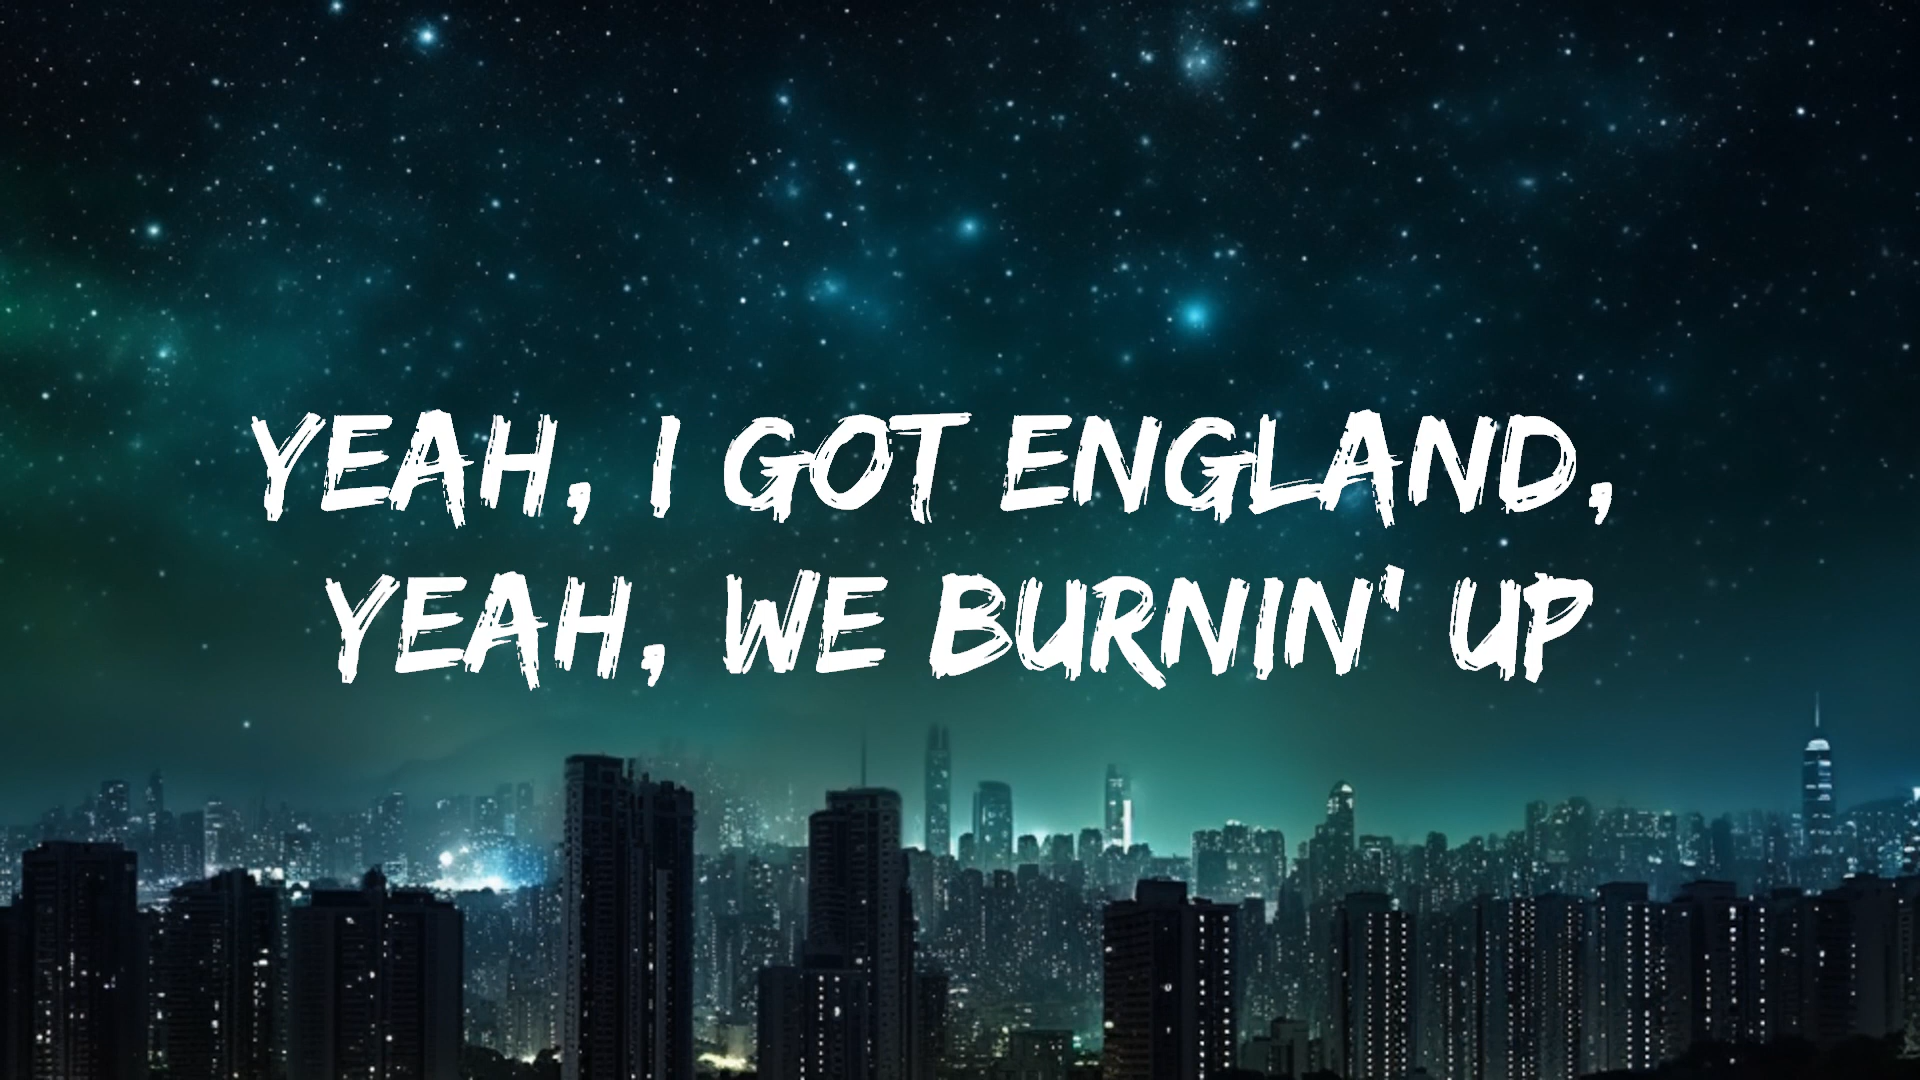 YEAH, I GOT ENGLAND,
YEAH, WE BURNIN' UP